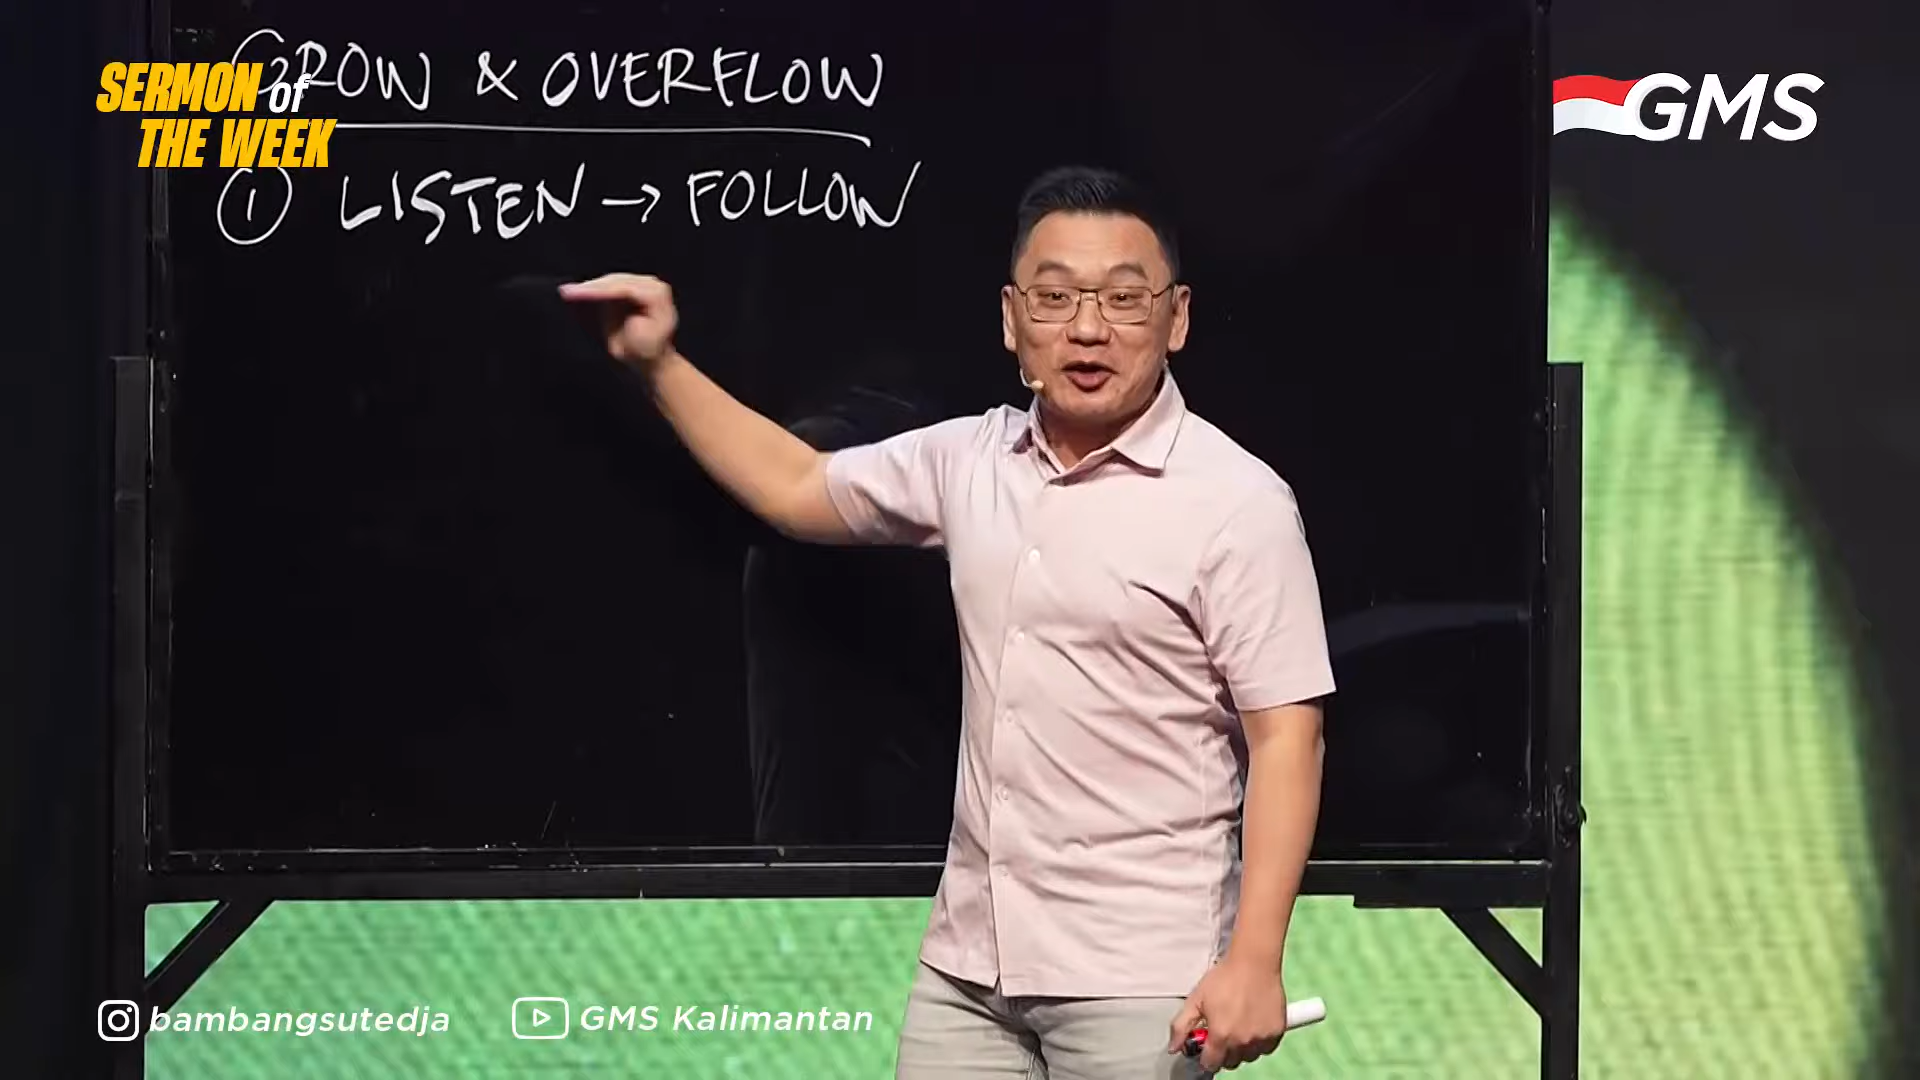 GROW & OVERFLOW
SERMON of
THE WEEK
GMS
① LISTEN → FOLLOW
bambangsutedja
GMS Kalimantan